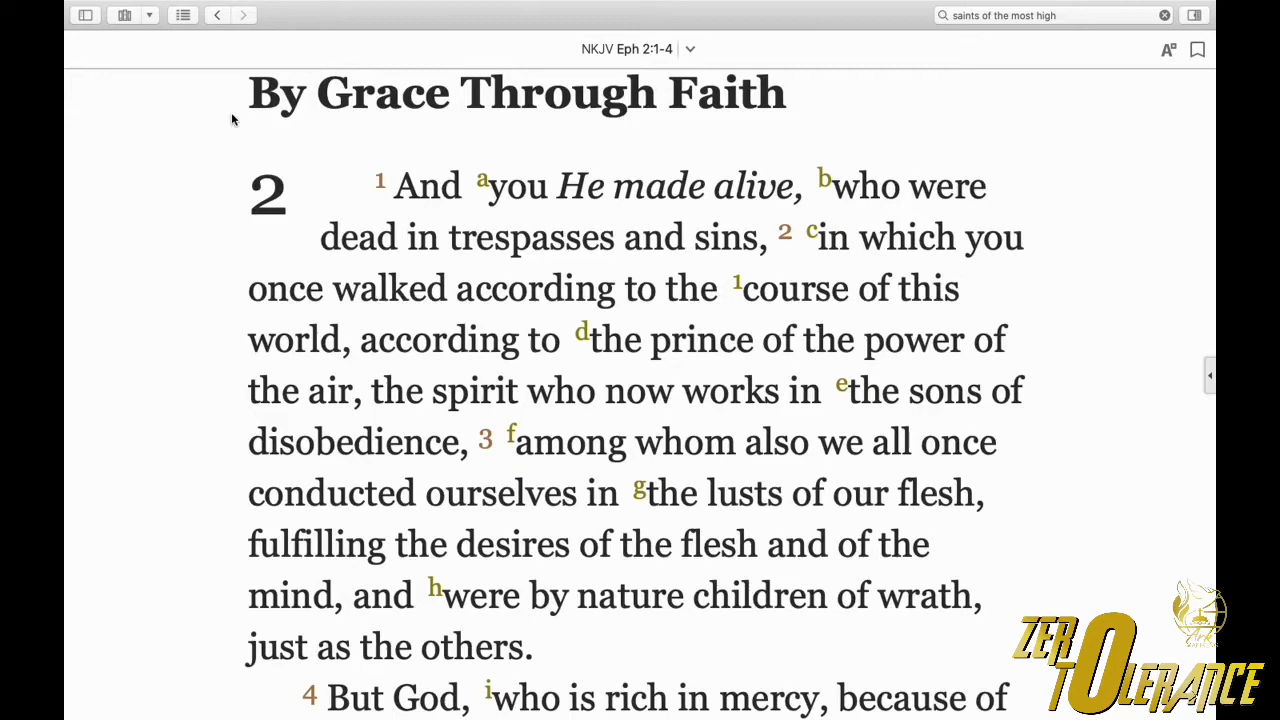 saints of the most high
NKJV Eph 2:1-4
By Grace Through Faith
2 1 And a you He made alive, b who were
dead in trespasses and sins, 2 c in which you
once walked according to the 1 course of this
world, according to d the prince of the power of
the air, the spirit who now works in e the sons of
disobedience, 3 f among whom also we all once
conducted ourselves in g the lusts of our flesh,
fulfilling the desires of the flesh and of the
mind, and h were by nature children of wrath,
just as the others.
4 But God, i who is rich in mercy, because of
Ark
ZERO
TOLERANCE